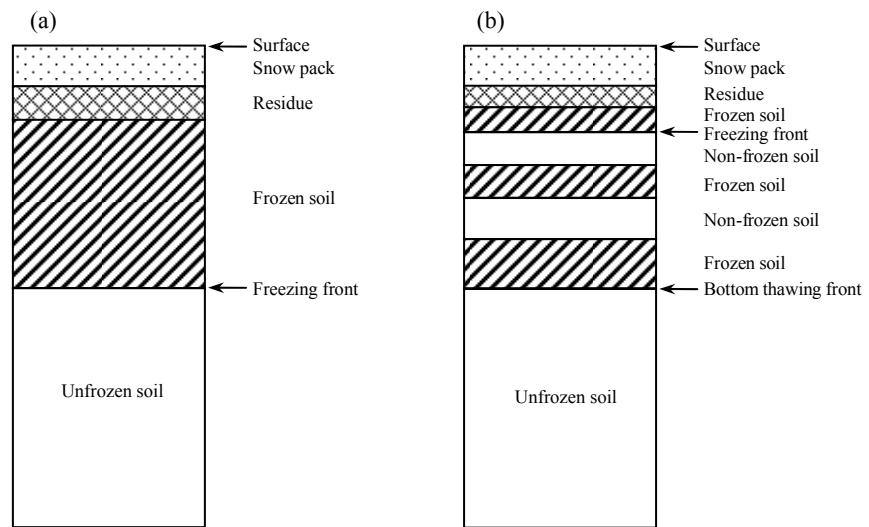 (a)
Surface
Snow pack
Residue
Frozen soil
Freezing front
Unfrozen soil
(b)
Surface
Snow pack
Residue
Frozen soil
Freezing front
Non-frozen soil
Frozen soil
Non-frozen soil
Frozen soil
Bottom thawing front
Unfrozen soil